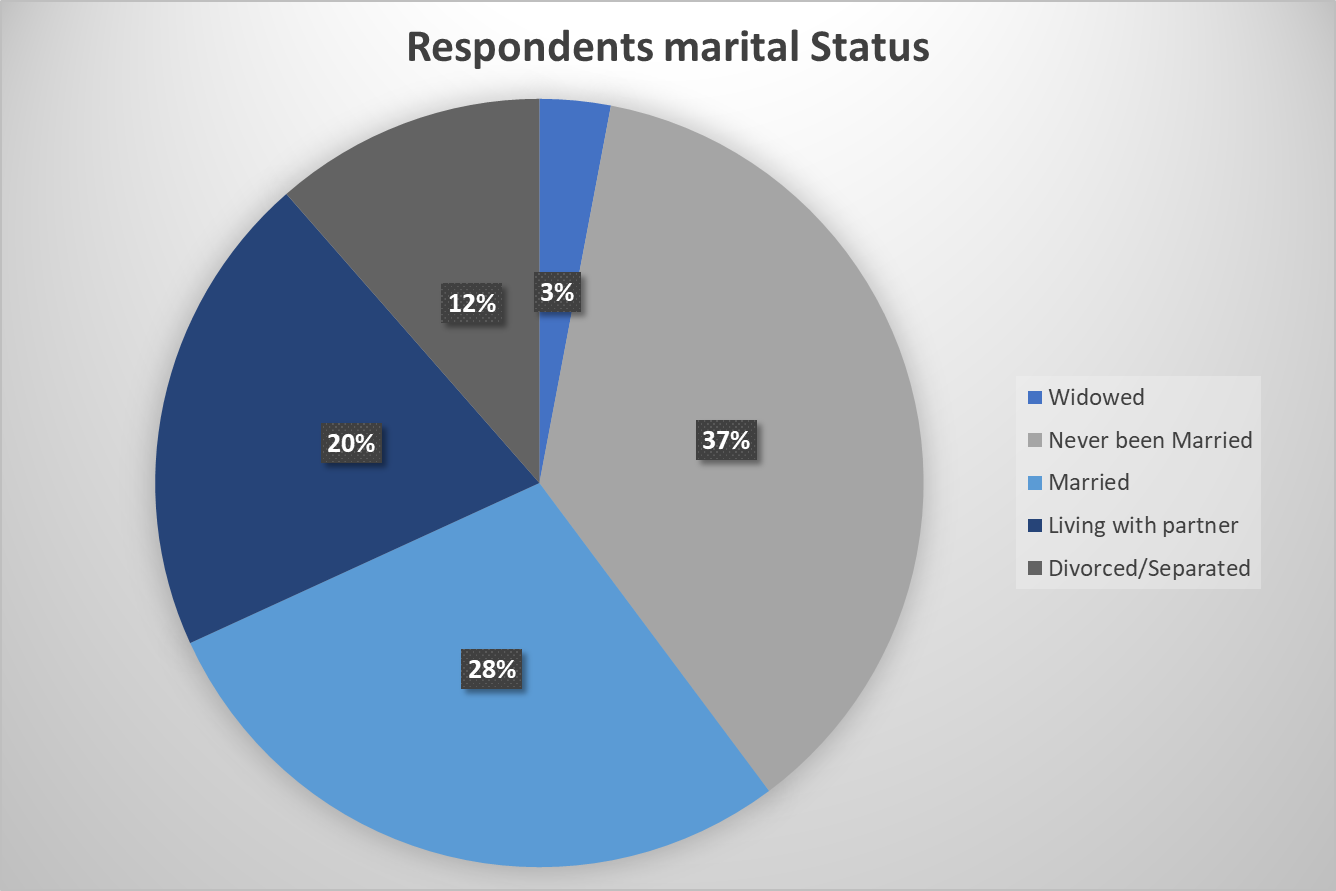 Respondents marital Status
3%
12%
37%
20%
28%
Widowed
Never been Married
Married
Living with partner
Divorced/Separated